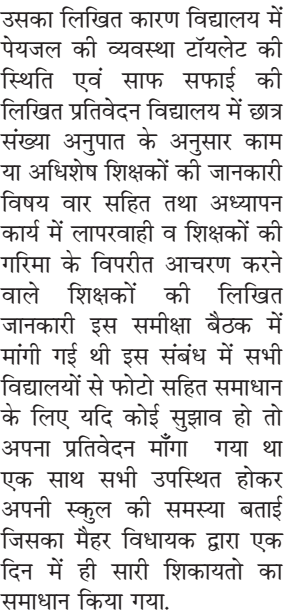 उसका लिखित कारण विद्यालय में
पेयजल की व्यवस्था टॉयलेट की
स्थिति एवं साफ सफाई की
लिखित प्रतिवेदन विद्यालय में छात्र
संख्या अनुपात के अनुसार काम
या अधिशेष शिक्षकों की जानकारी
विषय वार सहित तथा अध्यापन
कार्य में लापरवाही व शिक्षकों की
गरिमा के विपरीत आचरण करने
वाले शिक्षकों की लिखित
जानकारी इस समीक्षा बैठक में
मांगी गई थी इस संबंध में सभी
विद्यालयों से फोटो सहित समाधान
के लिए यदि कोई सुझाव हो तो
अपना प्रतिवेदन माँगा गया था
एक साथ सभी उपस्थित होकर
अपनी स्कुल की समस्या बताई
जिसका मैहर विधायक द्वारा एक
दिन में ही सारी शिकायतो का
समाधान किया गया.